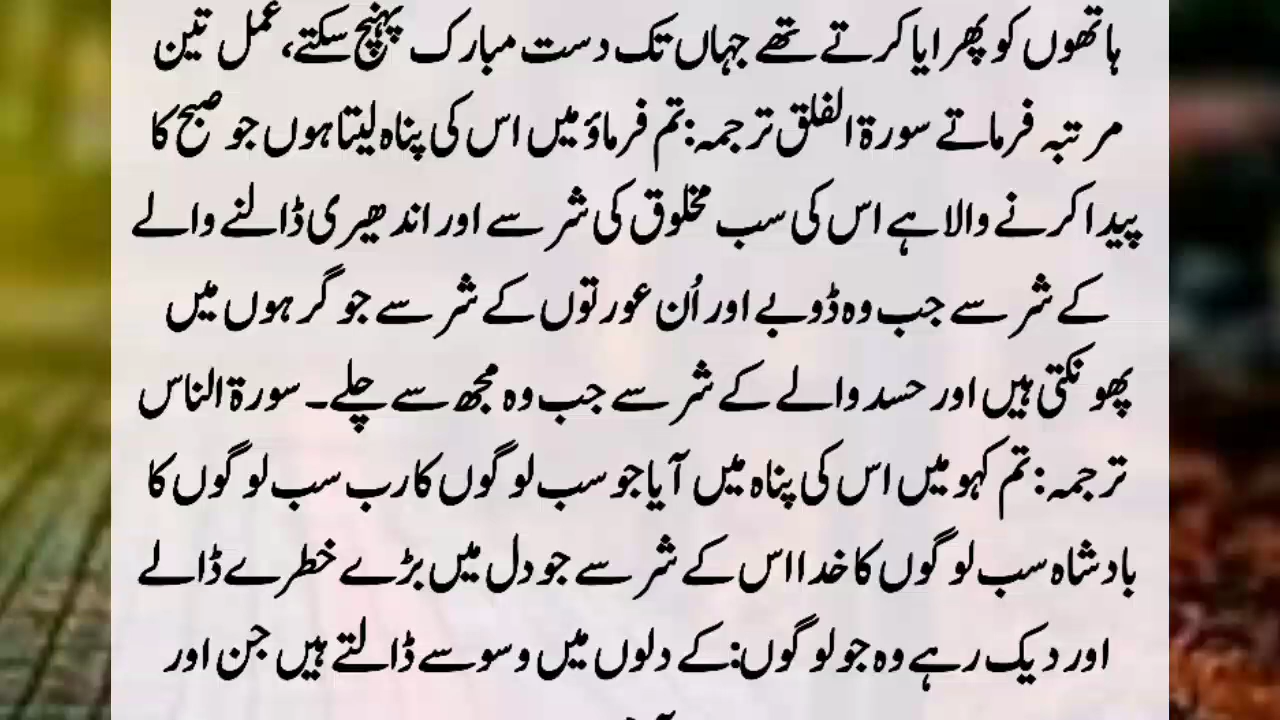 ہاتھوں کو پھرایا کرتے تھے جہاں تک دست مبارک پہنچ سکتے، عمل تین
مرتبہ فرماتے سورۃ الفلق ترجمہ: تم فرماؤ میں اس کی پناہ لیتا ہوں جو صبح کا
پیدا کرنے والا ہے اس کی سب مخلوق کی شر سے اور اندھیری ڈالنے والے
کے شر سے جب وہ ڈوبے اور اُن عورتوں کے شر سے جو گرہوں میں
پھونکتی ہیں اور حسد والے کے شر سے جب وہ مجھ سے چلے۔ سورۃ الناس
ترجمہ: تم کہو میں اس کی پناہ میں آیا جو سب لوگوں کا رب سب لوگوں کا
بادشاہ سب لوگوں کا خدا اس کے شر سے جو دل میں بڑے خطرے ڈالے
اور دیک رہے وہ جو لوگوں: کے دلوں میں وسوسے ڈالتے ہیں جن اور